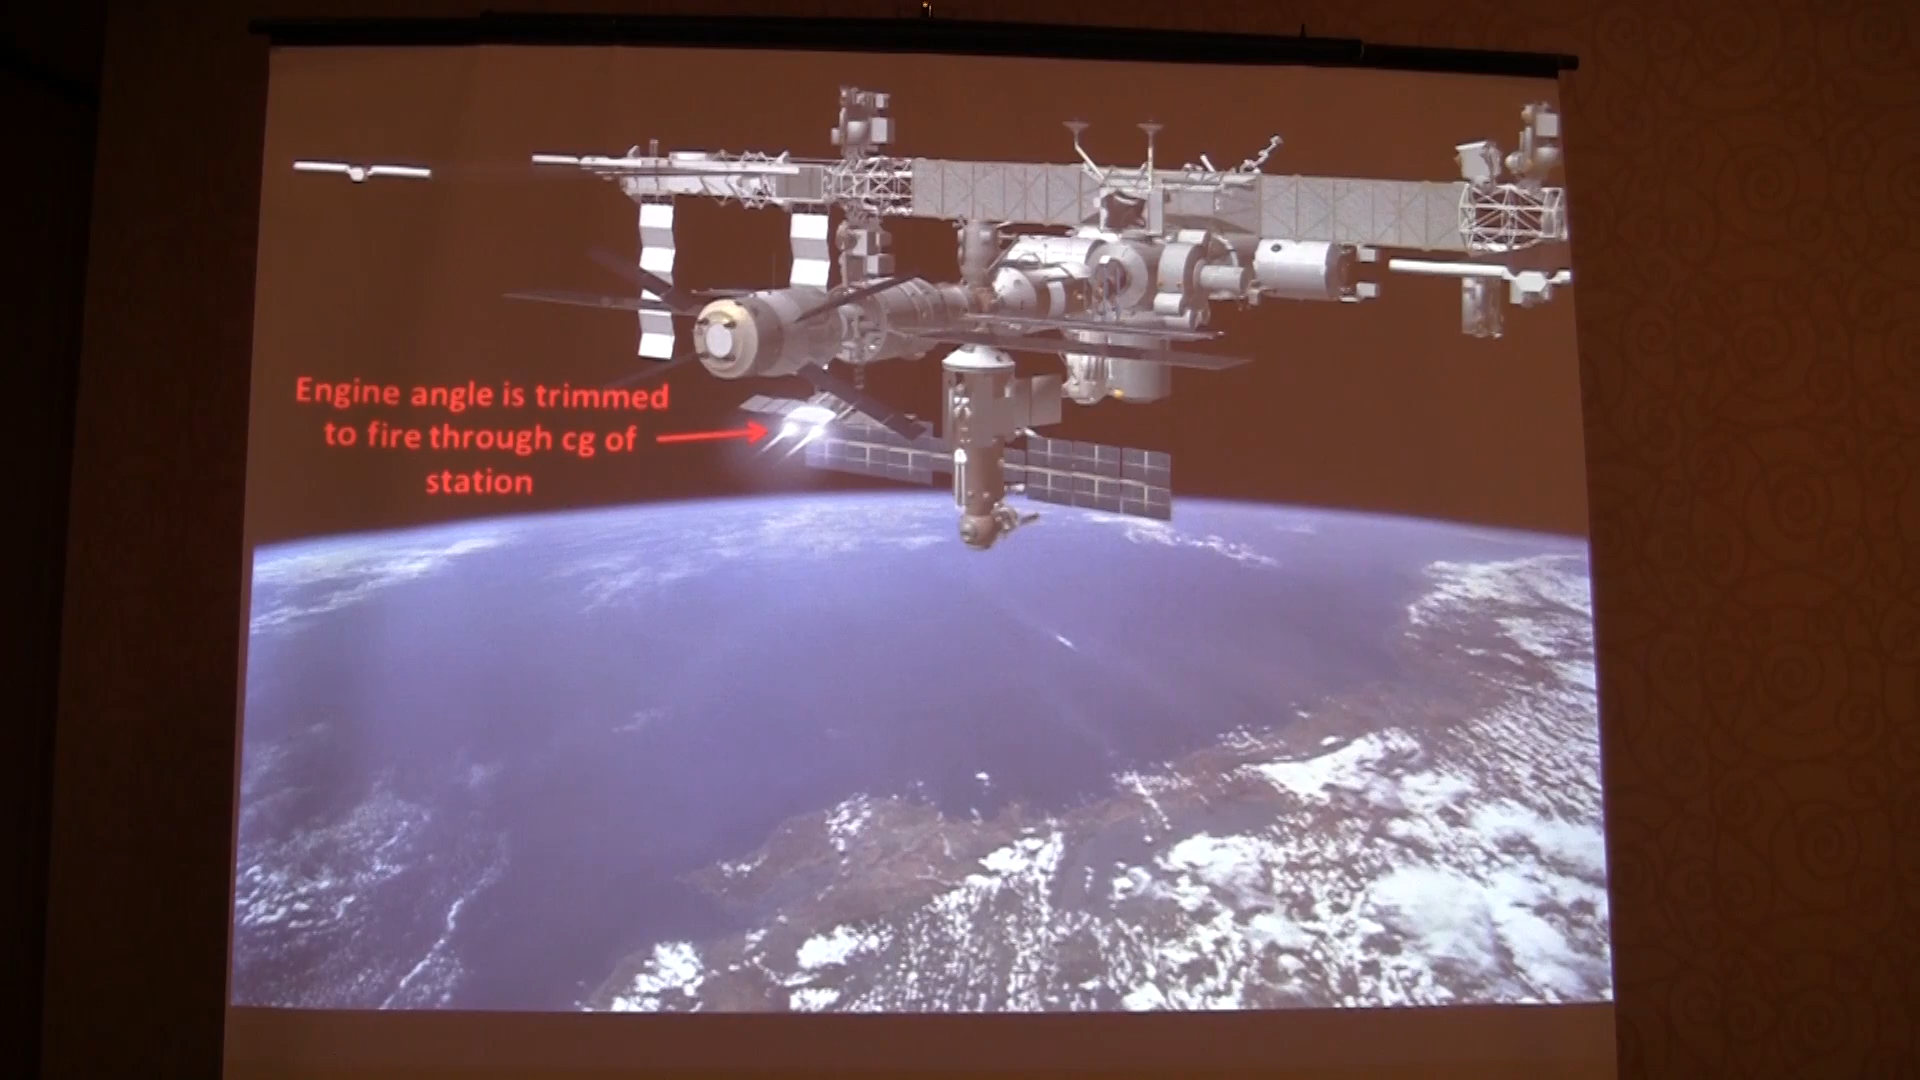 Engine angle is trimmed
to fire through cg of
station